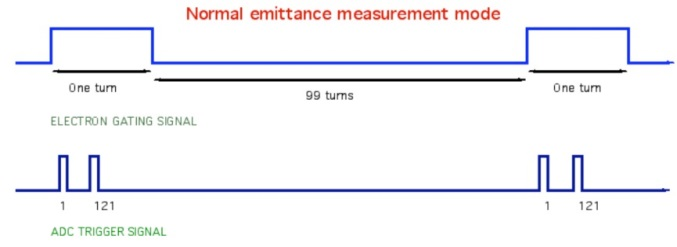 Normal emittance measurement mode
One turn
99 turns
One turn
ELECTRON GATING SIGNAL
1 121 1 121
ADC TRIGGER SIGNAL